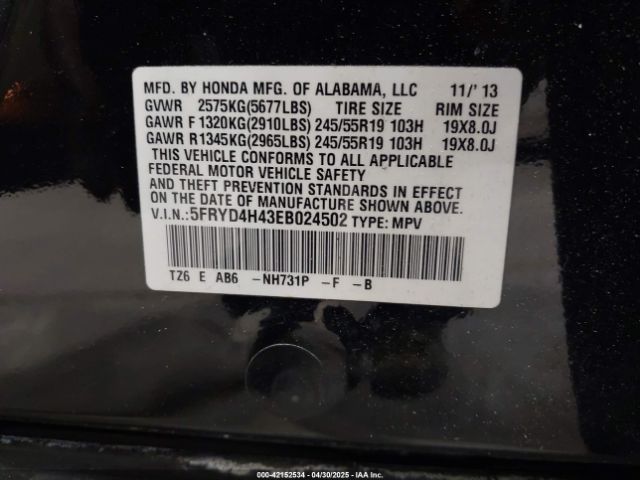 MFD. BY HONDA MFG. OF ALABAMA, LLC 11/'13
GVWR 2575KG(5677LBS) TIRE SIZE RIM SIZE
GAWR F 1320KG(2910LBS) 245/55R19 103H 19X8.0J
GAWR R1345KG(2965LBS) 245/55R19 103H 19X8.0J
THIS VEHICLE CONFORMS TO ALL APPLICABLE
FEDERAL MOTOR VEHICLE SAFETY
AND THEFT PREVENTION STANDARDS IN EFFECT
ON THE DATE OF MANUFACTURE SHOWN ABOVE.
V.I.N.:5FRYD4H43EB024502 TYPE: MPV
TZ6 E AB6 -NH731P -F -B
000-42152534 - 04/30/2025 - IAAI.COM